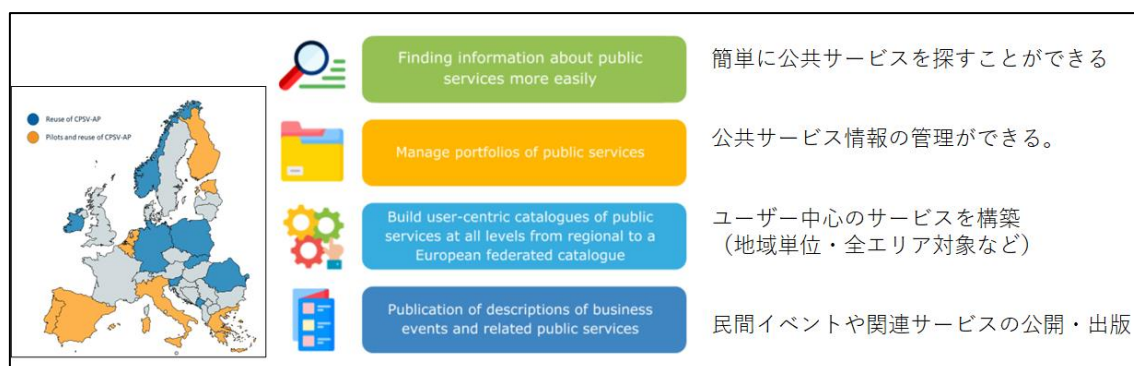 Reuse of CPSV-AP
Pilots and reuse of CPSV-AP
Finding information about public
services more easily
簡単に公共サービスを探すことができる
Manage portfolios of public services
公共サービス情報の管理ができる。
Build user-centric catalogues of public
services at all levels from regional to a
European federated catalogue
ユーザー中心のサービスを構築
（地域単位・全エリア対象など）
Publication of descriptions of business
events and related public services
民間イベントや関連サービスの公開・出版